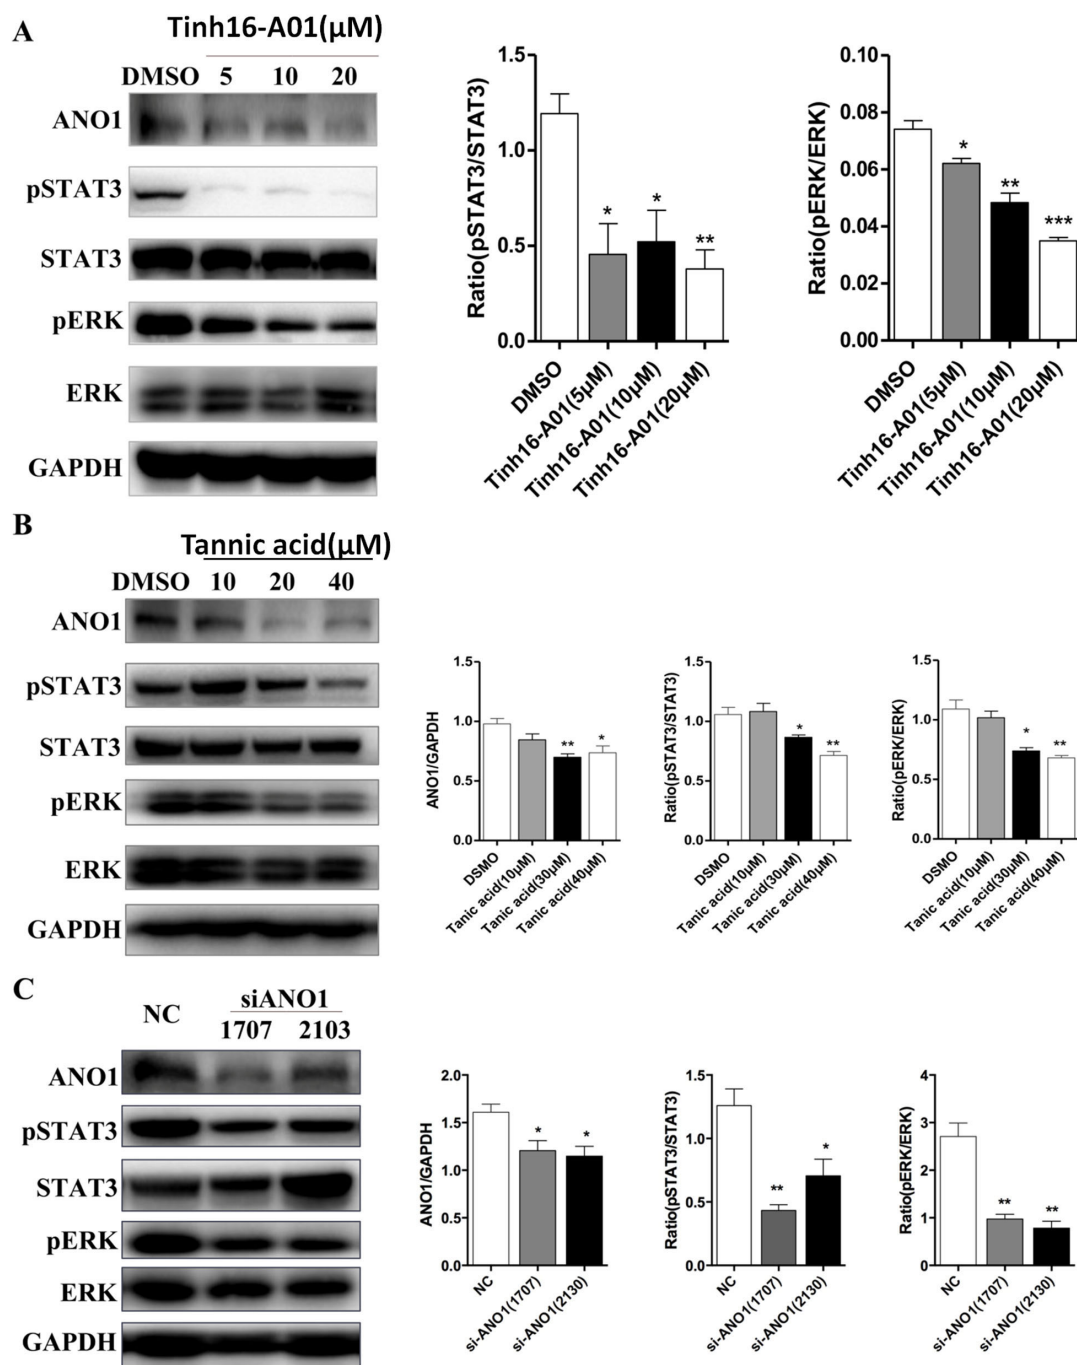 A
Tinh16-A01(μM)
DMSO 5 10 20
ANO1
pSTAT3
STAT3
pERK
ERK
GAPDH
Ratio(pSTAT3/STAT3)
1.5
1.0
0.5
0.0
*
*
**
DMSO
Tinh16-A01(5μM)
Tinh16-A01(10μM)
Tinh16-A01(20μM)
Ratio(pERK/ERK)
0.10
0.08
0.06
0.04
0.02
0.00
*
**
***
DMSO
Tinh16-A01(5μM)
Tinh16-A01(10μM)
Tinh16-A01(20μM)
B
Tannic acid(μM)
DMSO 10 20 40
ANO1
pSTAT3
STAT3
pERK
ERK
GAPDH
ANO1/GAPDH
1.5
1.0
0.5
0.0
**
*
DSMO
Tanic acid(10μM)
Tanic acid(30μM)
Tanic acid(40μM)
Ratio(pSTAT3/STAT3)
1.5
1.0
0.5
0.0
*
**
DSMO
Tanic acid(10μM)
Tanic acid(30μM)
Tanic acid(40μM)
Ratio(pERK/ERK)
1.5
1.0
0.5
0.0
*
**
DSMO
Tanic acid(10μM)
Tanic acid(30μM)
Tanic acid(40μM)
C
NC
siANO1
1707 2103
ANO1
pSTAT3
STAT3
pERK
ERK
GAPDH
ANO1/GAPDH
2.0
1.5
1.0
0.5
0.0
*
*
NC
si-ANO1(1707)
si-ANO1(2130)
Ratio(pSTAT3/STAT3)
1.5
1.0
0.5
0.0
**
*
NC
si-ANO1(1707)
si-ANO1(2130)
Ratio(pERK/ERK)
4
3
2
1
0
**
**
NC
si-ANO1(1707)
si-ANO1(2130)